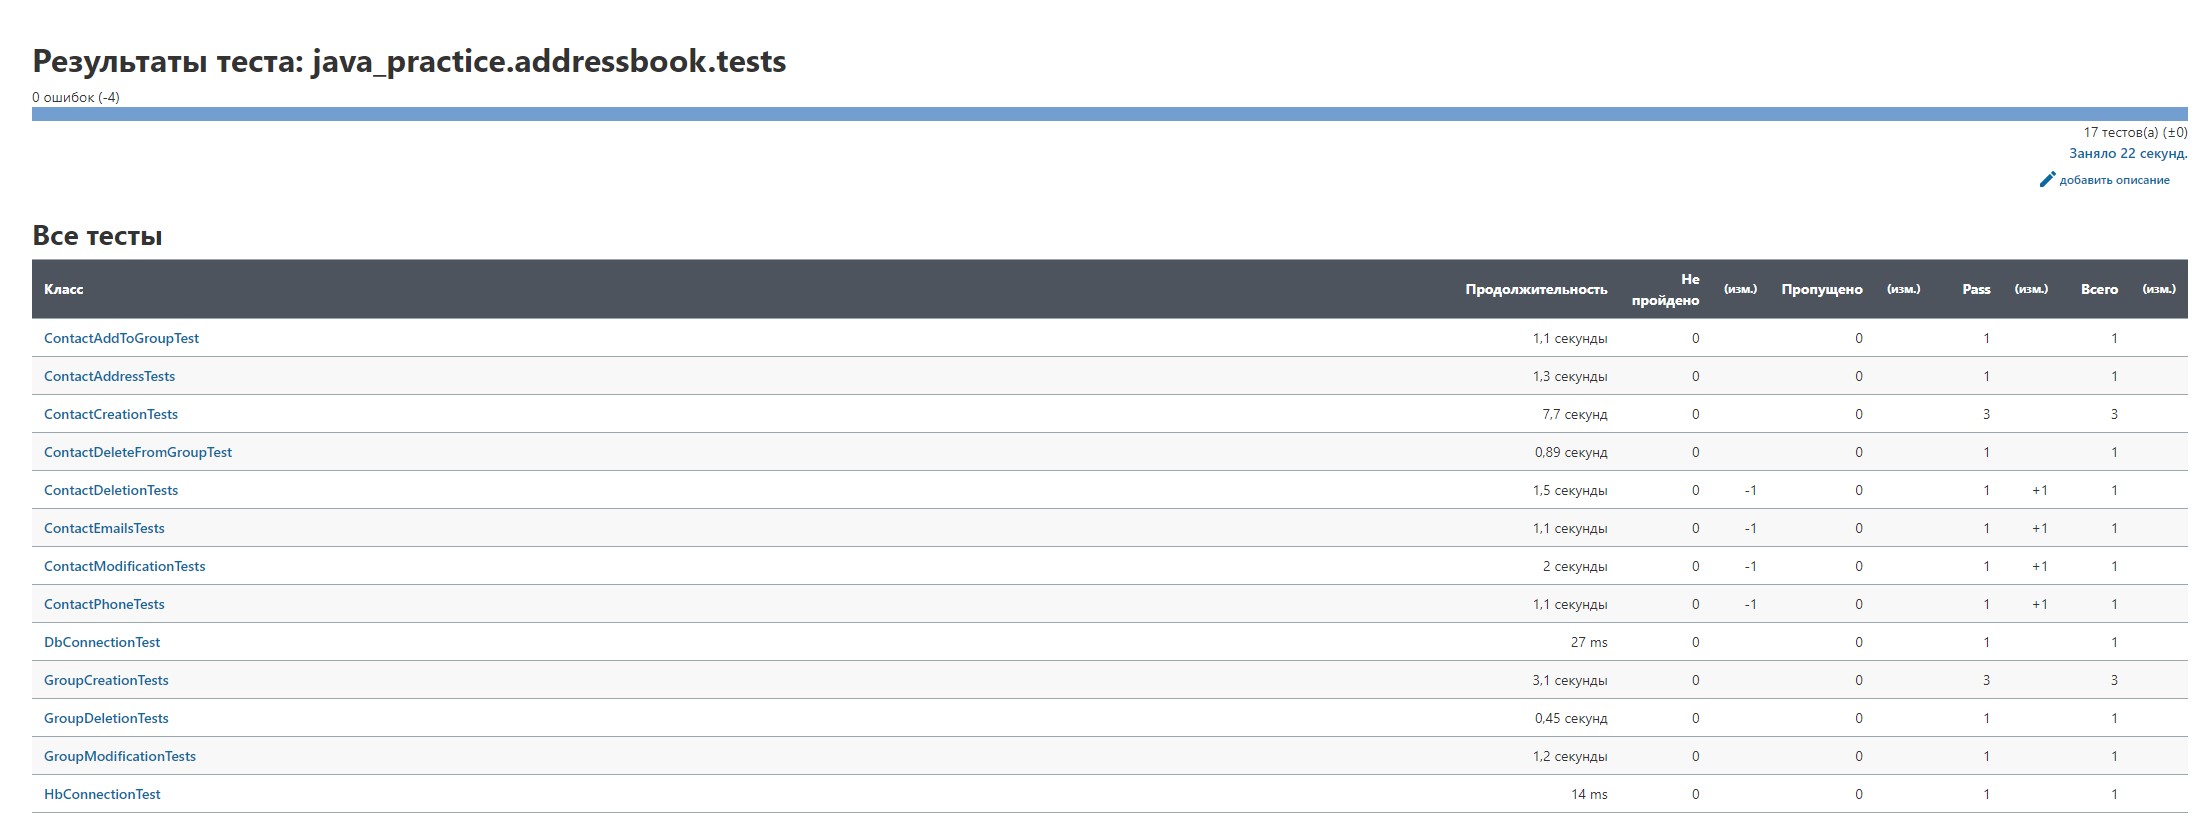 Результаты теста: java_practice.addressbook.tests
0 ошибок (-4)
17 тестов(а) (±0)
Заняло 22 секунд.
добавить описание
Все тесты
Класс Продолжительность Не пройдено (изм.) Пропущено (изм.) Pass (изм.) Всего (изм.)
ContactAddToGroupTest 1,1 секунды 0 0 1 1
ContactAddressTests 1,3 секунды 0 0 1 1
ContactCreationTests 7,7 секунд 0 0 3 3
ContactDeleteFromGroupTest 0,89 секунд 0 0 1 1
ContactDeletionTests 1,5 секунды 0 -1 0 1 +1 1
ContactEmailsTests 1,1 секунды 0 -1 0 1 +1 1
ContactModificationTests 2 секунды 0 -1 0 1 +1 1
ContactPhoneTests 1,1 секунды 0 -1 0 1 +1 1
DbConnectionTest 27 ms 0 0 1 1
GroupCreationTests 3,1 секунды 0 0 3 3
GroupDeletionTests 0,45 секунд 0 0 1 1
GroupModificationTests 1,2 секунды 0 0 1 1
HbConnectionTest 14 ms 0 0 1 1